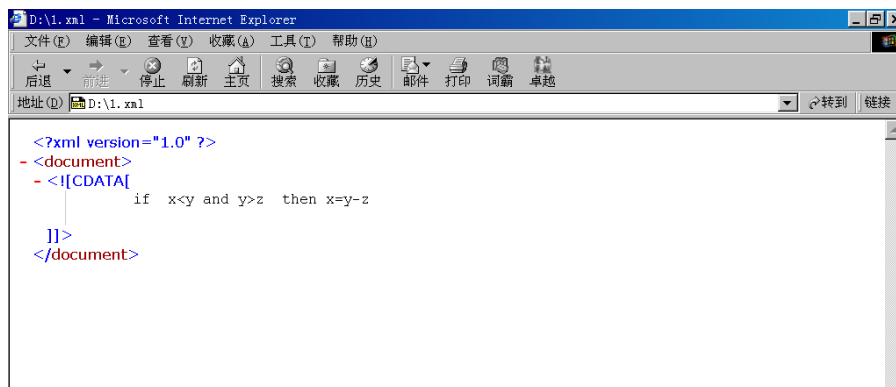 D:\1.xml - Microsoft Internet Explorer
文件(F) 编辑(E) 查看(V) 收藏(A) 工具(T) 帮助(H)
后退 前进 停止 刷新 主页 搜索 收藏 历史 邮件 打印 词霸 卓越
地址(D) D:\1.xml 转到 链接
<?xml version="1.0" ?>
- <document>
- <![CDATA[
if x<y and y>z then x=y-z
]]>
</document>